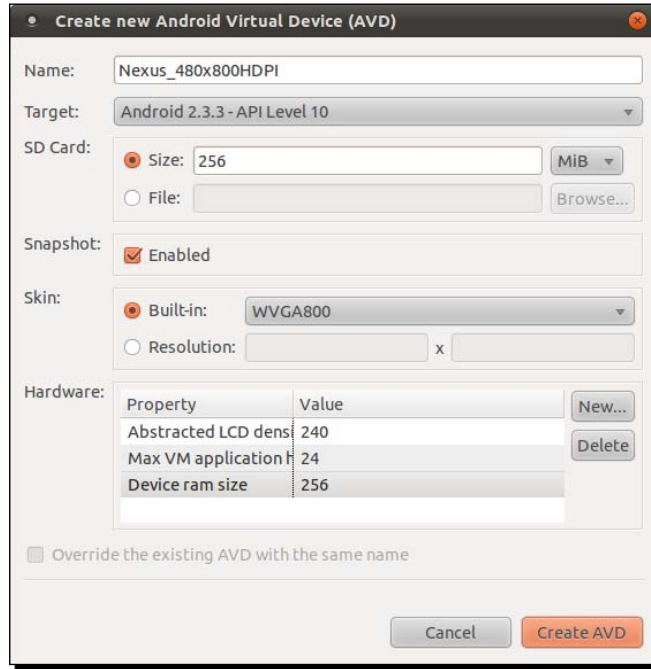 Create new Android Virtual Device (AVD)
Name: Nexus_480x800HDPI
Target: Android 2.3.3 - API Level 10
SD Card:
Size: 256 MiB
File: Browse...
Snapshot: Enabled
Skin:
Built-in: WVGA800
Resolution: x
Hardware:
Property Value New...
Abstracted LCD densi 240
Delete
Max VM application h 24
Device ram size 256
Override the existing AVD with the same name
Cancel Create AVD